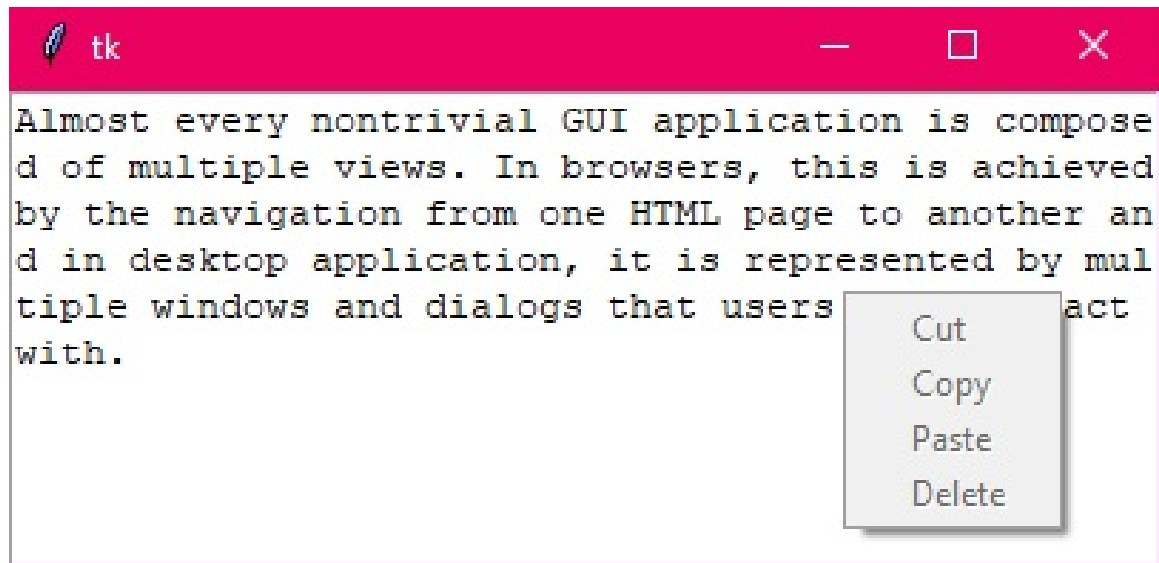 tk
Almost every nontrivial GUI application is compose
d of multiple views. In browsers, this is achieved
by the navigation from one HTML page to another an
d in desktop application, it is represented by mul
tiple windows and dialogs that users act
with.
Cut
Copy
Paste
Delete